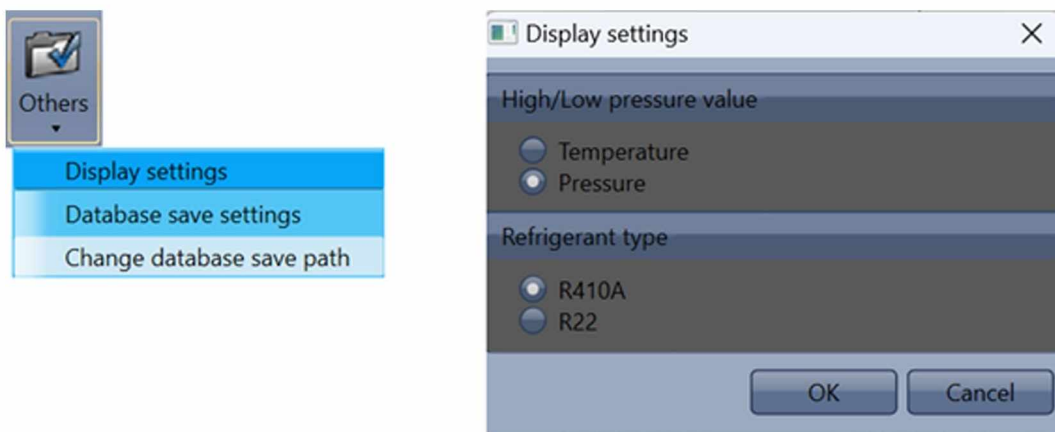 Others
Display settings
Database save settings
Change database save path
Display settings
High/Low pressure value
Temperature
Pressure
Refrigerant type
R410A
R22
OK
Cancel